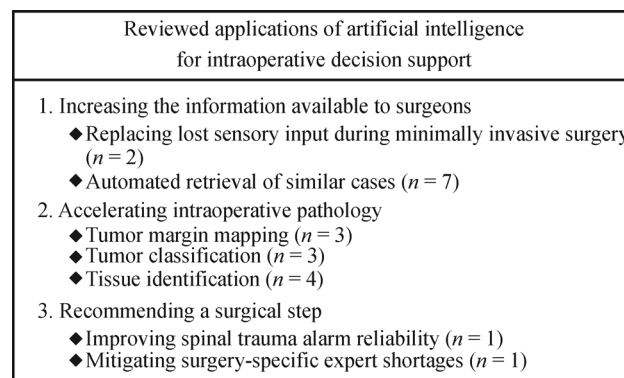 Reviewed applications of artificial intelligence
for intraoperative decision support
1. Increasing the information available to surgeons
◆Replacing lost sensory input during minimally invasive surgery
(n = 2)
◆Automated retrieval of similar cases (n = 7)
2. Accelerating intraoperative pathology
◆Tumor margin mapping (n = 3)
◆Tumor classification (n = 3)
◆Tissue identification (n = 4)
3. Recommending a surgical step
◆Improving spinal trauma alarm reliability (n = 1)
◆Mitigating surgery-specific expert shortages (n = 1)